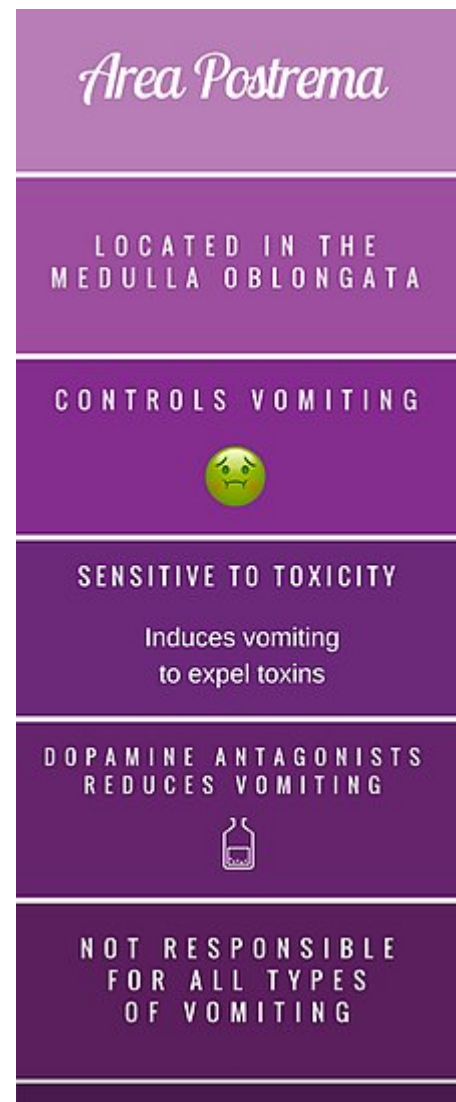 Area Postrema
LOCATED IN THE
MEDULLA OBLONGATA
CONTROLS VOMITING
SENSITIVE TO TOXICITY
Induces vomiting
to expel toxins
DOPAMINE ANTAGONISTS
REDUCES VOMITING
NOT RESPONSIBLE
FOR ALL TYPES
OF VOMITING